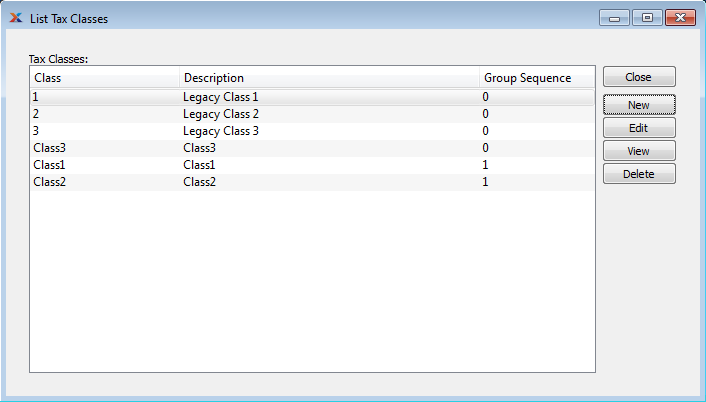 List Tax Classes
Tax Classes:
Class Description Group Sequence
1 Legacy Class 1 0
2 Legacy Class 2 0
3 Legacy Class 3 0
Class3 Class3 0
Class1 Class1 1
Class2 Class2 1
Close
New
Edit
View
Delete